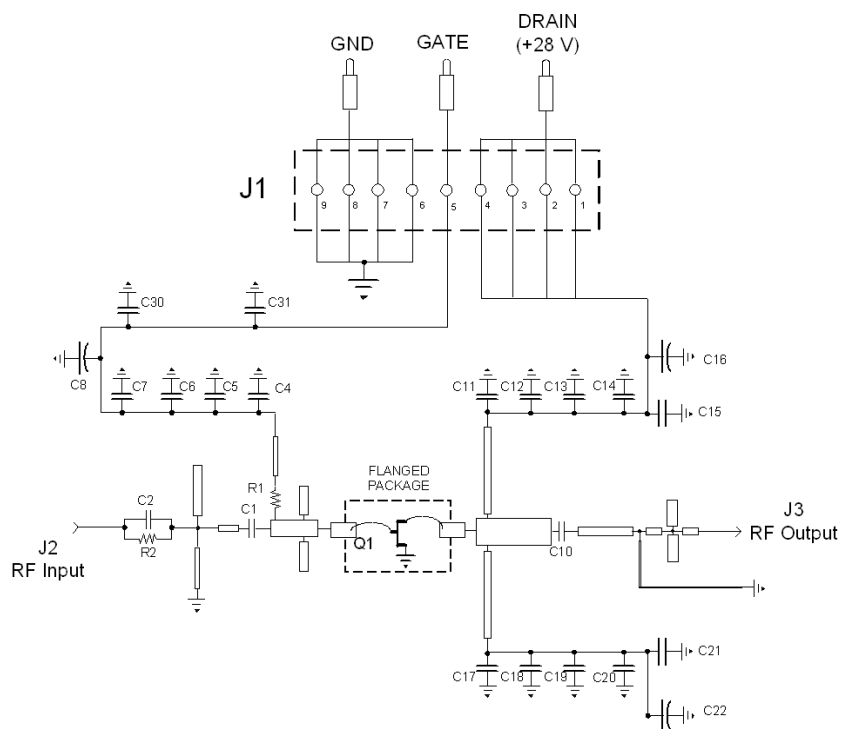 DRAIN
(+28 V)
GND
GATE
J1
9 8 7 6 5 4 3 2 1
C30 C31
C8
C7 C6 C5 C4
C16
C11 C12 C13 C14
C15
R1
FLANGED
PACKAGE
C2
R2
C1
Q1
C10
J2
RF Input
J3
RF Output
C17 C18 C19 C20
C21
C22